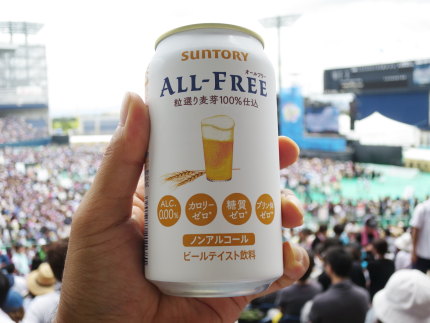 SUNTORY
オールフリー
ALL-FREE
粒選り麦芽100%仕込
ALC.
0.00%
カロリー
ゼロ*
糖質
ゼロ*
プリン体
ゼロ*
ノンアルコール
ビールテイスト飲料
SUNTORY